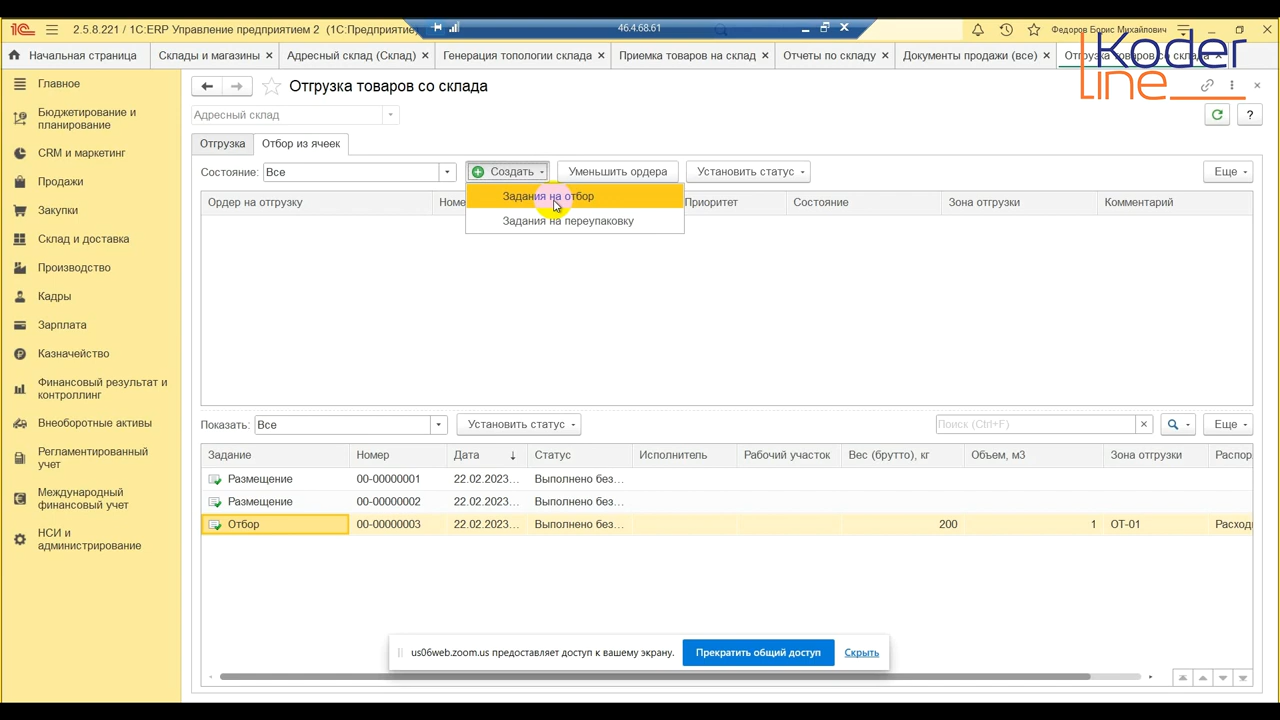 2.5.8.221 / 1С:ERP Управление предприятием 2 (1С:Предприятие
46.4.68.61
Федоров Борис Михайлович
Начальная страница
Склады и магазины ×
Адресный склад (Склад) ×
Генерация топологии склада ×
Приемка товаров на склад ×
Отчеты по складу ×
Документы продажи (все) ×
Отгрузка товаров со склада ×
Koder
line
Главное
Бюджетирование и
планирование
CRM и маркетинг
Продажи
Закупки
Склад и доставка
Производство
Кадры
Зарплата
Казначейство
Финансовый результат и
контроллинг
Внеоборотные активы
Регламентированный
учет
Международный
финансовый учет
НСИ и
администрирование
Отгрузка товаров со склада
Адресный склад
?
Отгрузка
Отбор из ячеек
Состояние: Все
Создать
Уменьшить ордера
Установить статус
Еще
Задания на отбор
Задания на переупаковку
Ордер на отгрузку
Номе
Приоритет
Состояние
Зона отгрузки
Комментарий
Показать: Все
Установить статус
Поиск (Ctrl+F)
Еще
Задание Номер Дата Статус Исполнитель Рабочий участок Вес (брутто), кг Объем, м3 Зона отгрузки Распор
Размещение 00-00000001 22.02.2023... Выполнено без...
Размещение 00-00000002 22.02.2023... Выполнено без...
Отбор 00-00000003 22.02.2023... Выполнено без... 200 1 ОТ-01 Расход
us06web.zoom.us предоставляет доступ к вашему экрану.
Прекратить общий доступ
Скрыть